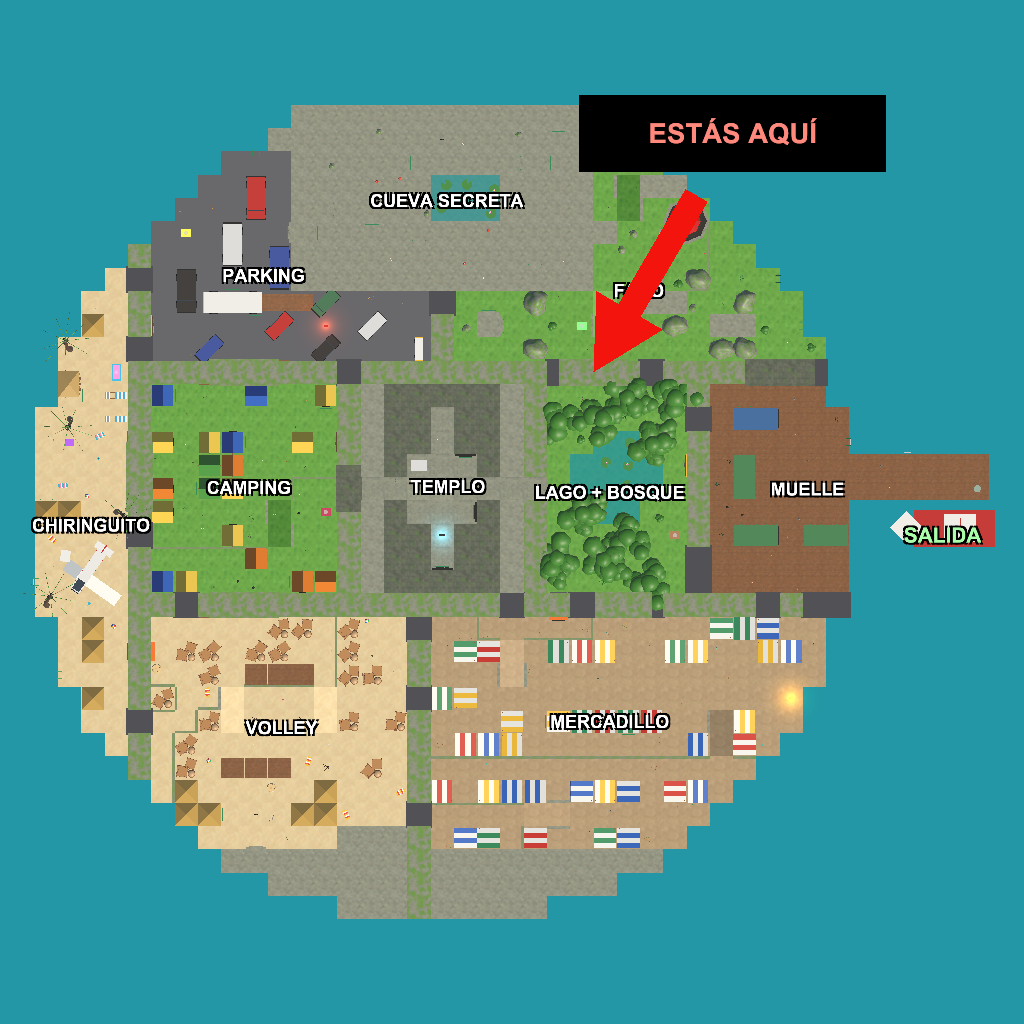 ESTÁS AQUÍ
CUEVA SECRETA
PARKING
CAMPING
TEMPLO
LAGO + BOSQUE
MUELLE
CHIRINGUITO
SALIDA
VOLLEY
MERCADILLO